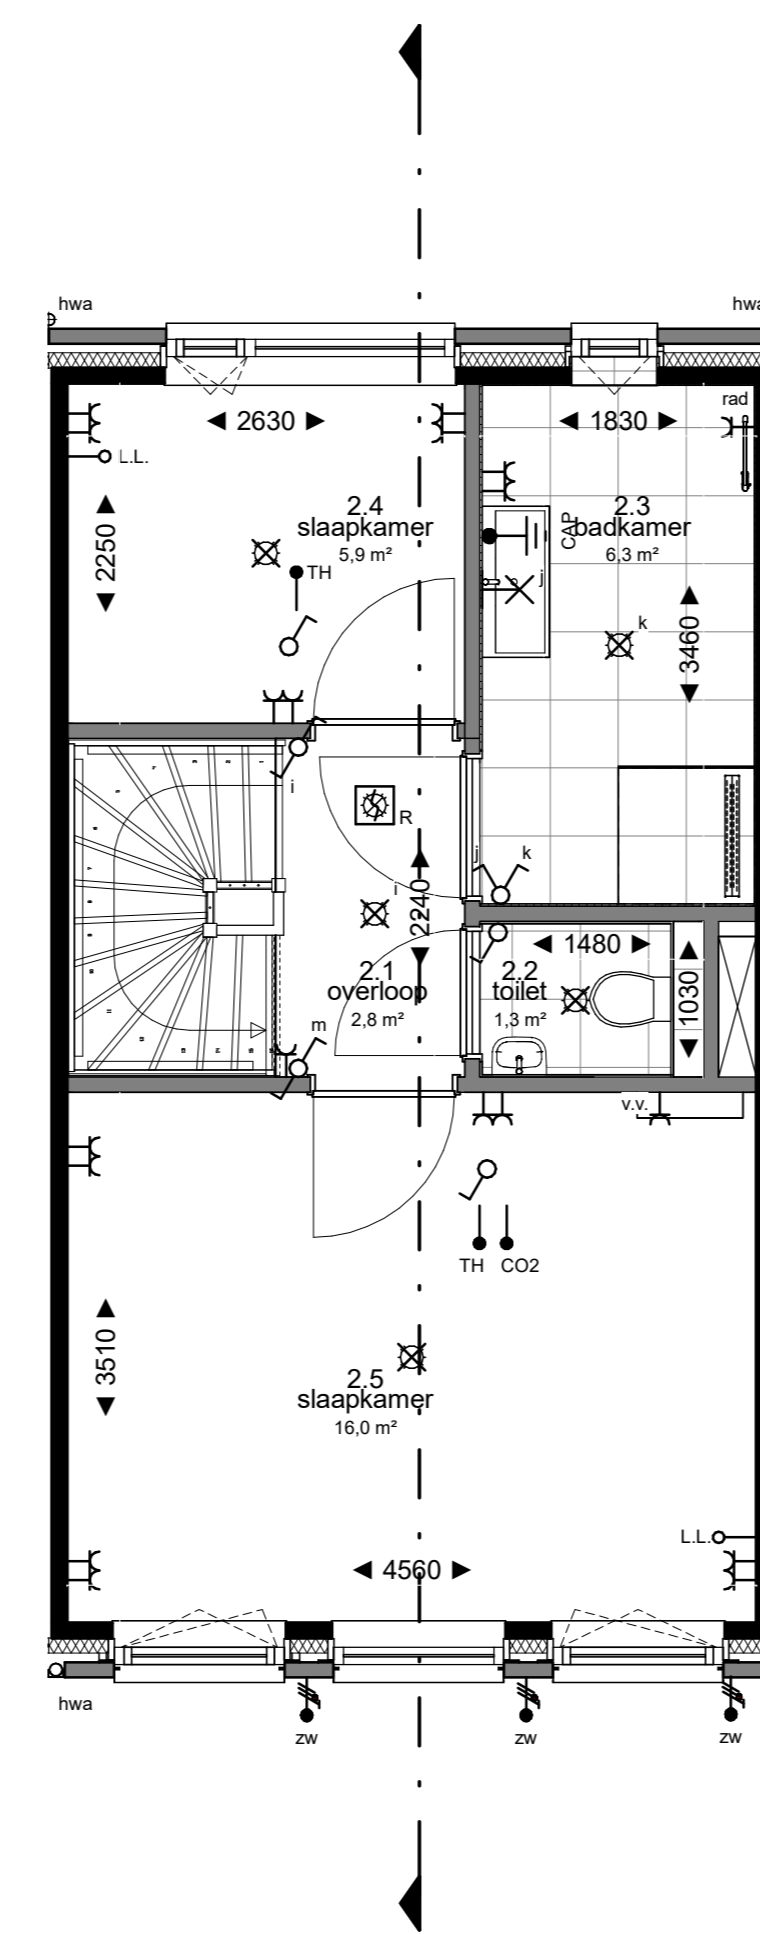 hwa
hwa
rad
2630
1830
L.L.
2.4
slaapkamer
5,9 m²
2.3
badkamer
6,3 m²
CAP
2250
TH
j
k
3460
i
R
j
k
i
2240
1480
2.1
overloop
2,8 m²
2.2
toilet
1,3 m²
1030
m
v.v.
TH
CO2
3510
2.5
slaapkamer
16,0 m²
L.L.
4560
hwa
zw
zw
zw